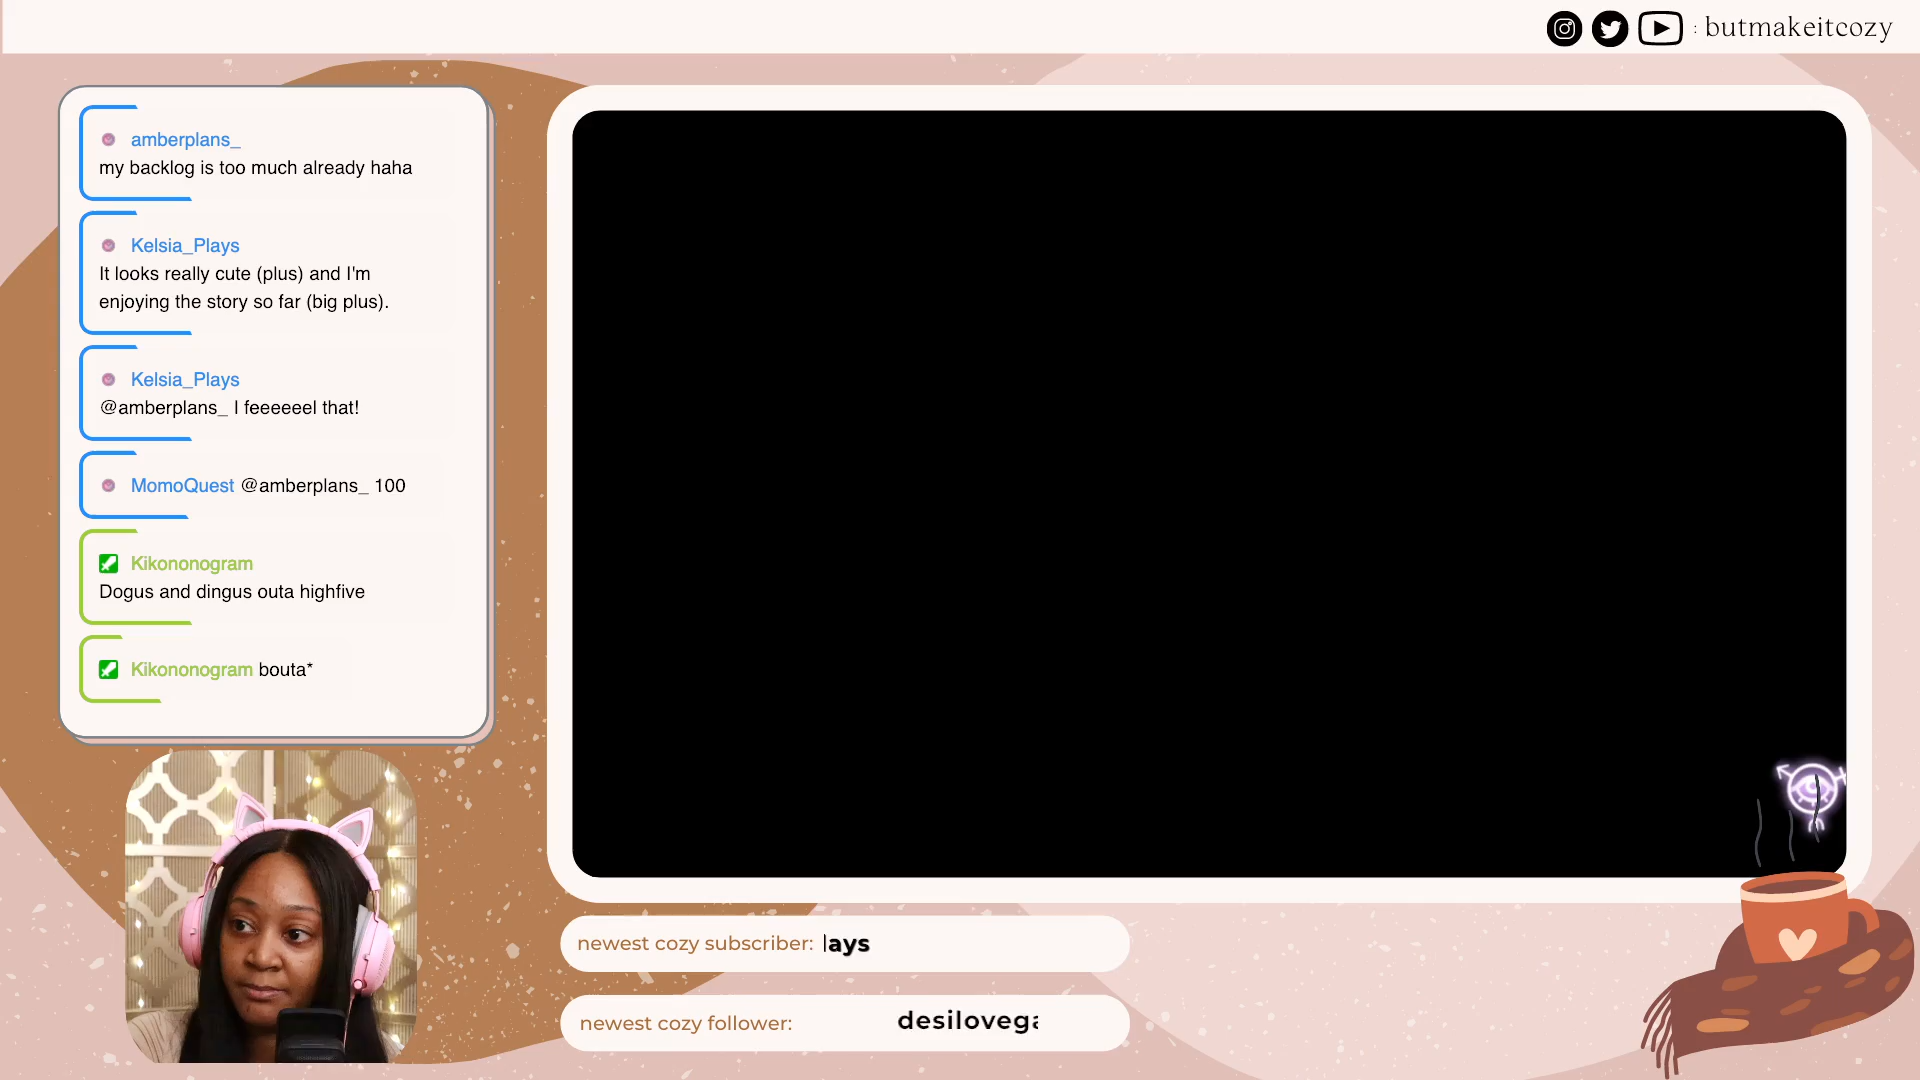 : butmakeitcozy
amberplans_
my backlog is too much already haha
Kelsia_Plays
It looks really cute (plus) and I'm
enjoying the story so far (big plus).
Kelsia_Plays
@amberplans_ I feeeeeel that!
MomoQuest @amberplans_ 100
Kikononogram
Dogus and dingus outa highfive
Kikononogram bouta*
newest cozy subscriber: lays
newest cozy follower: desilovega